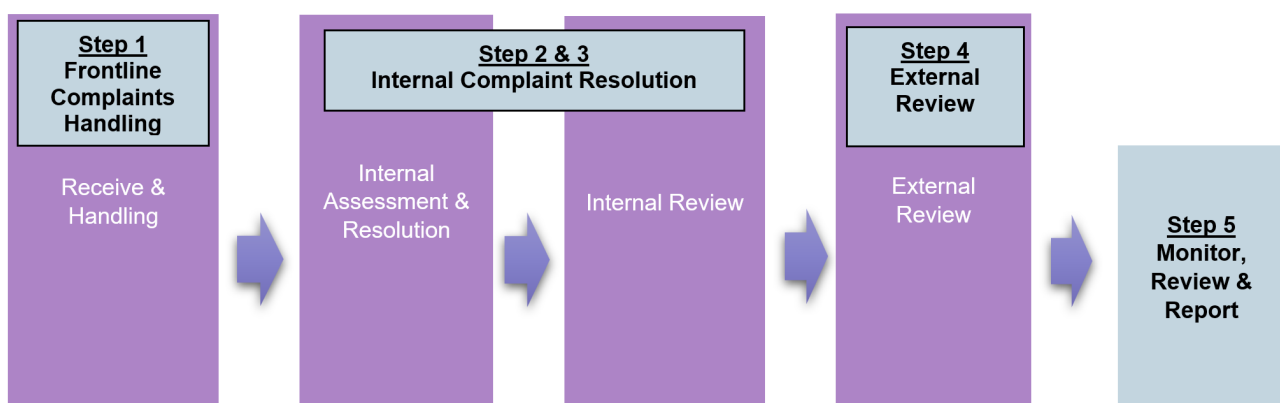 Step 1
Frontline
Complaints
Handling
Receive &
Handling
Step 2 & 3
Internal Complaint Resolution
Internal
Assessment &
Resolution
Internal Review
Step 4
External
Review
External
Review
Step 5
Monitor,
Review &
Report